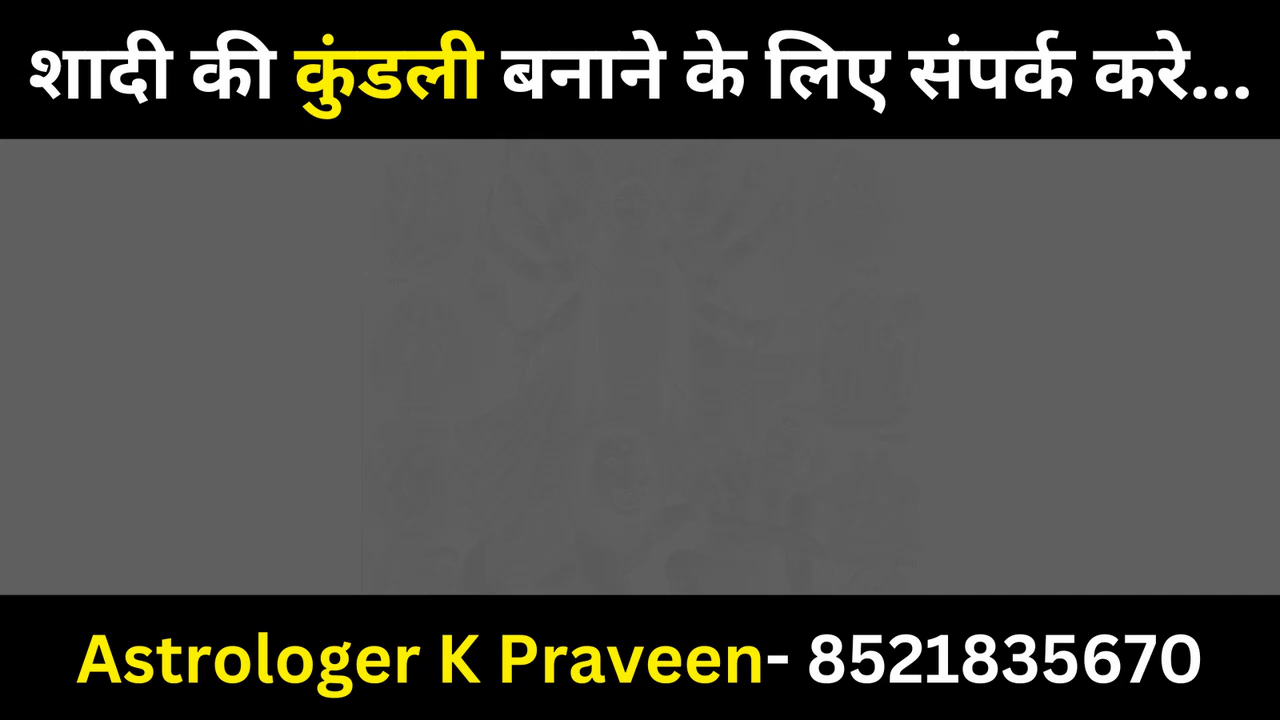 शादी की कुंडली बनाने के लिए संपर्क करे...
Astrologer K Praveen- 8521835670